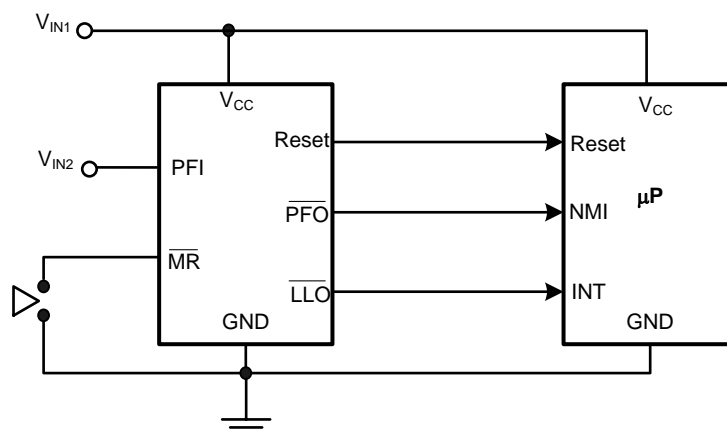 VIN1
VCC
VCC
Reset
Reset
VIN2
PFI
μP
PFO
NMI
MR
LLO
INT
GND
GND